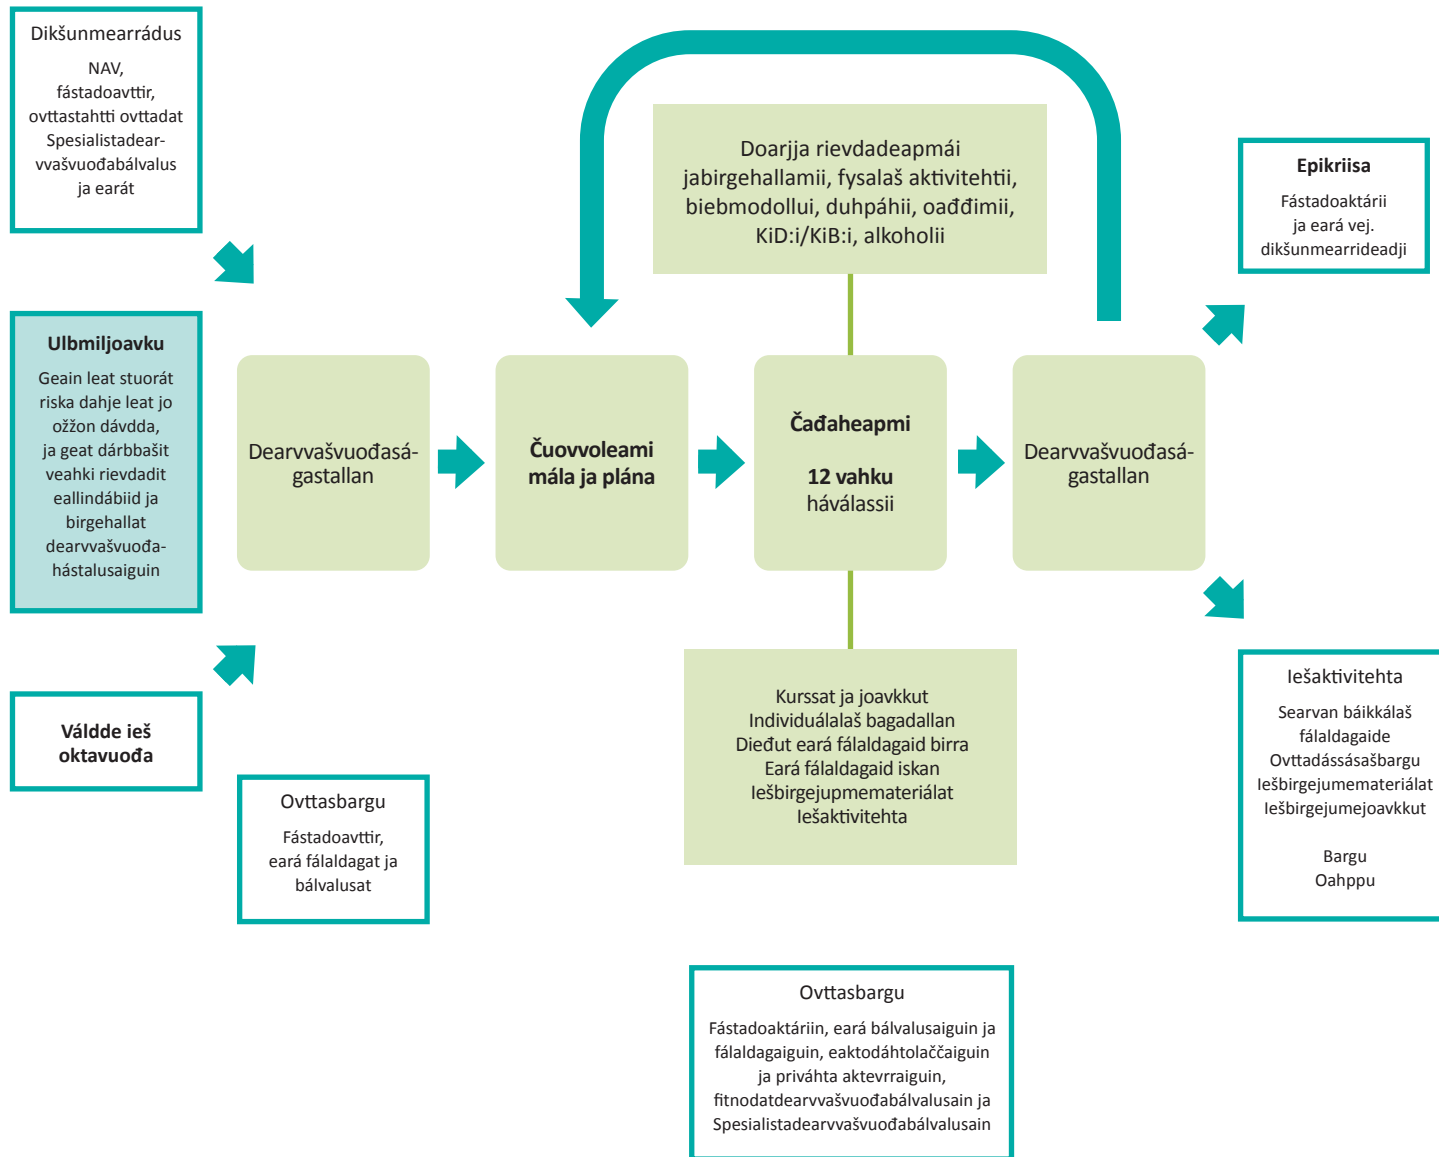 Dikšunmearrádus
NAV,
fástadoavttir,
ovttastahtti ovttadat
Spesialistadear-
vvašvuođabálvalus
ja earát
Ulbmiljoavku
Geain leat stuorát
riska dahje leat jo
ožžon dávdda,
ja geat dárbbašit
veahki rievdadit
eallindábiid ja
birgehallat
dearvvašvuođa-
hástalusaiguin
Váldde ieš
oktavuođa
Dearvvašvuođasá-
gastallan
Ovttasbargu
Fástadoavttir,
eará fálaldagat ja
bálvalusat
Čuovvoleami
mála ja plána
Doarjja rievdadeapmái
jabirgehallamii, fysalaš aktivitehtii,
biebmodollui, duhpáhii, oađđimii,
KiD:i/KiB:i, alkoholii
Čađaheapmi
12 vahku
háválassii
Kurssat ja joavkkut
Individuálalaš bagadallan
Dieđut eará fálaldagaid birra
Eará fálaldagaid iskan
Iešbirgejupmemateriálat
Iešaktivitehta
Ovttasbargu
Fástadoaktáriin, eará bálvalusaiguin ja
fálaldagaiguin, eaktodáhtolaččaiguin
ja priváhta aktevrraiguin,
fitnodatdearvvašvuođabálvalusain ja
Spesialistadearvvašvuođabálvalusain
Dearvvašvuođasá-
gastallan
Epikriisa
Fástadoaktárii
ja eará vej.
dikšunmearrideadji
Iešaktivitehta
Searvan báikkálaš
fálaldagaide
Ovttadássásašbargu
Iešbirgejumemateriálat
Iešbirgejumejoavkkut
Bargu
Oahppu